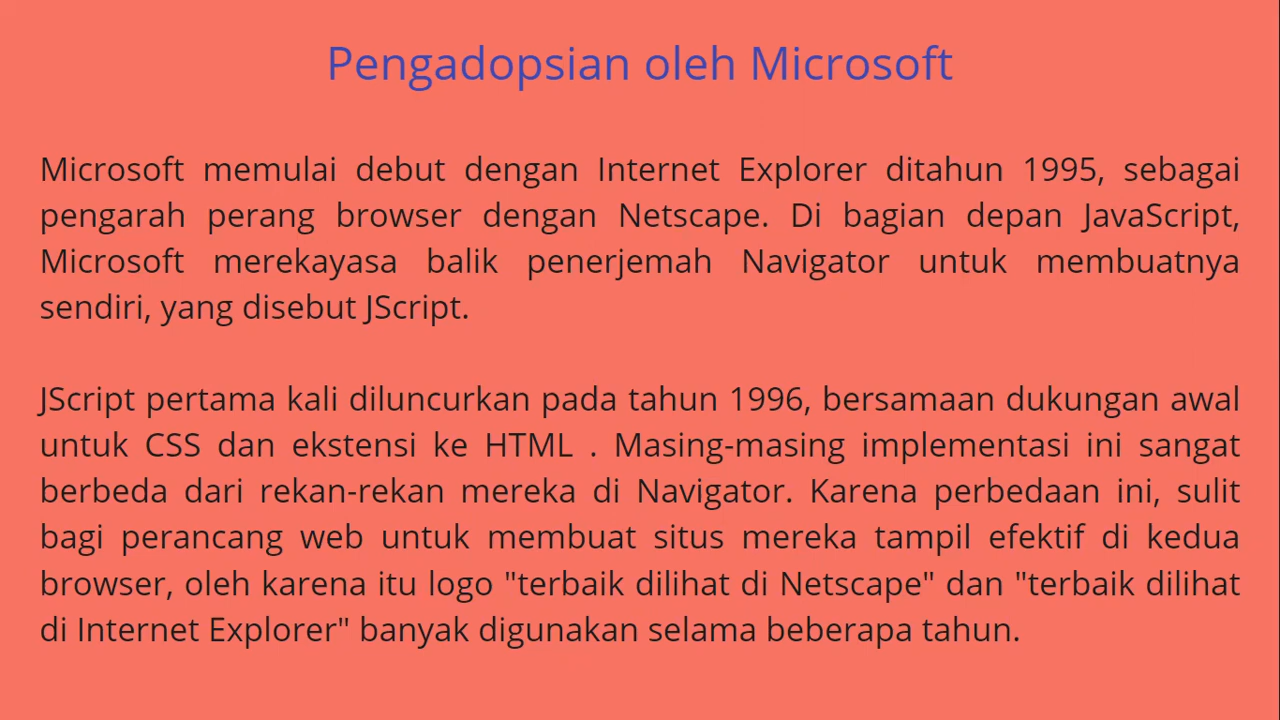 Pengadopsian oleh Microsoft
Microsoft memulai debut dengan Internet Explorer ditahun 1995, sebagai
pengarah perang browser dengan Netscape. Di bagian depan JavaScript,
Microsoft merekayasa balik penerjemah Navigator untuk membuatnya
sendiri, yang disebut JScript.
JScript pertama kali diluncurkan pada tahun 1996, bersamaan dukungan awal
untuk CSS dan ekstensi ke HTML . Masing-masing implementasi ini sangat
berbeda dari rekan-rekan mereka di Navigator. Karena perbedaan ini, sulit
bagi perancang web untuk membuat situs mereka tampil efektif di kedua
browser, oleh karena itu logo "terbaik dilihat di Netscape" dan "terbaik dilihat
di Internet Explorer" banyak digunakan selama beberapa tahun.